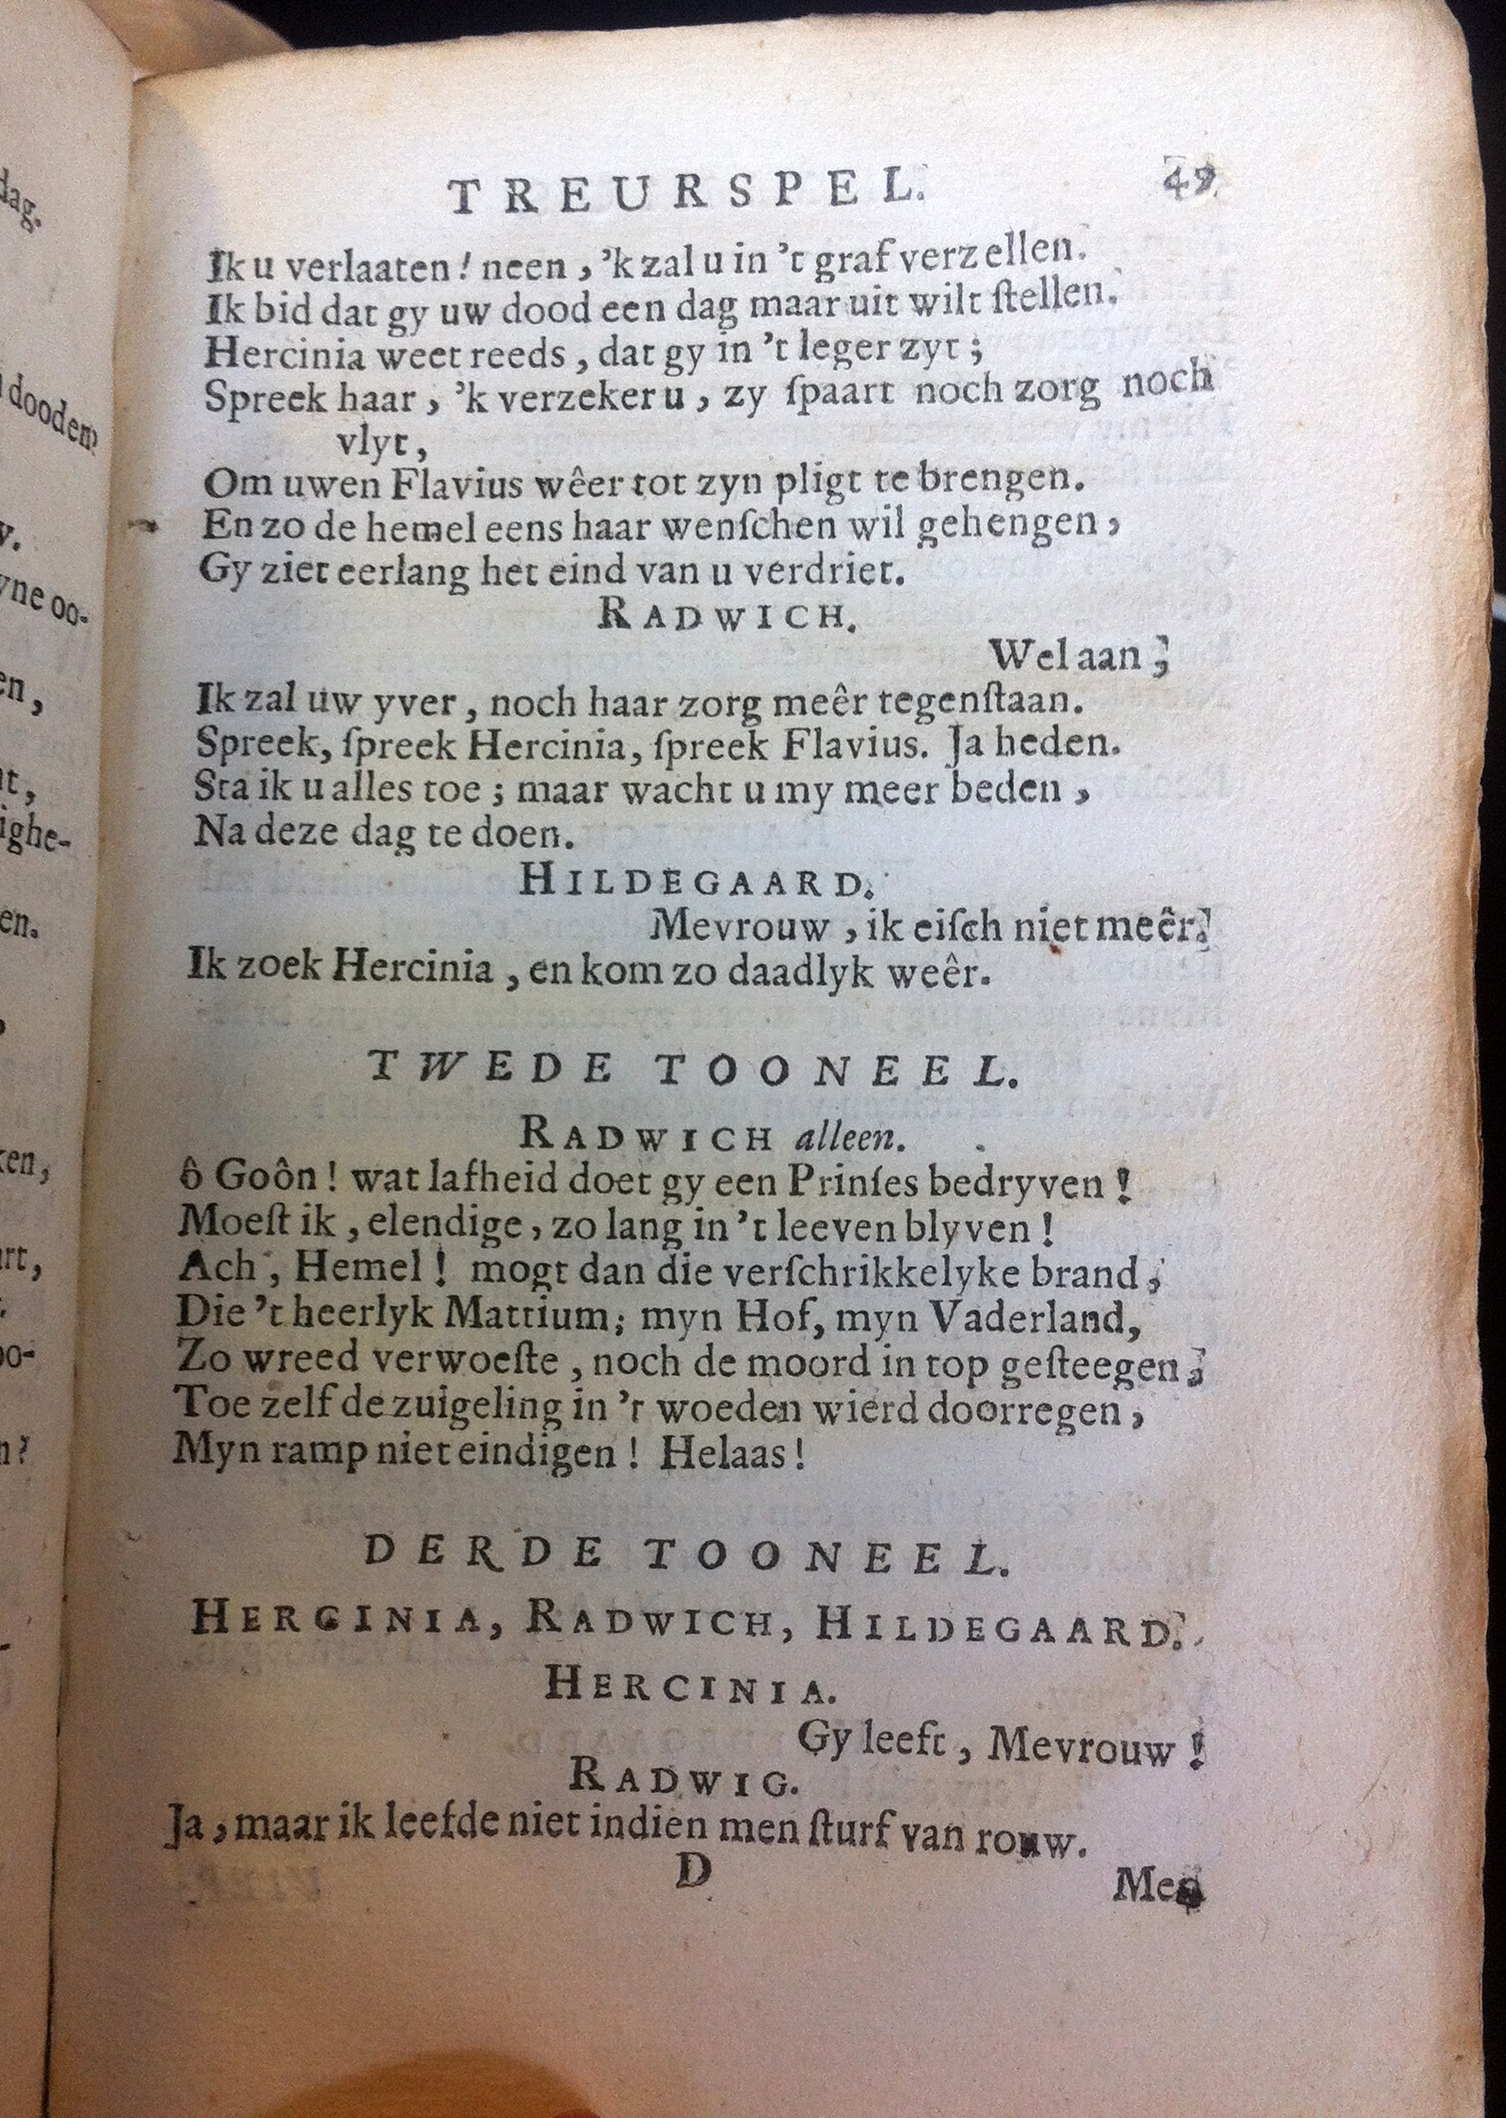 dag.
dooden?
yne oo-
en,
ighe-
en.
ken,
TREURSPEL. 49
Ik u verlaaten! neen, 'k zal u in 't graf verzellen.
Ik bid dat gy uw dood een dag maar uit wilt ſtellen.
Hercinia weet reeds, dat gy in 't leger zyt;
Spreek haar, 'k verzeker u, zy ſpaart noch zorg noch
vlyt,
Om uwen Flavius wêer tot zyn pligt te brengen.
En zo de hemel eens haar wenſchen wil gehengen,
Gy ziet eerlang het eind van u verdriet.
RADWICH.
Wel aan;
Ik zal uw yver, noch haar zorg meêr tegenſtaan.
Spreek, ſpreek Hercinia, ſpreek Flavius. Ja heden.
Sta ik u alles toe; maar wacht u my meer beden,
Na deze dag te doen.
HILDEGAARD.
Mevrouw, ik eiſch niet meêr.
Ik zoek Hercinia, en kom zo daadlyk weêr.
TWEDE TOONEEL.
RADWICH alleen.
ô Goôn! wat lafheid doet gy een Prinſes bedryven!
Moeſt ik, elendige, zo lang in 't leeven blyven!
Ach, Hemel! mogt dan die verſchrikkelyke brand,
Die 't heerlyk Mattium; myn Hof, myn Vaderland,
Zo wreed verwoeſte, noch de moord in top geſteegen,
Toe zelf de zuigeling in 't woeden wierd doorregen,
Myn ramp niet eindigen! Helaas!
DERDE TOONEEL.
HERCINIA, RADWICH, HILDEGAARD.
HERCINIA.
Gy leeft, Mevrouw!
RADWIG.
Ja, maar ik leefde niet indien men ſturf van rouw.
D
Men